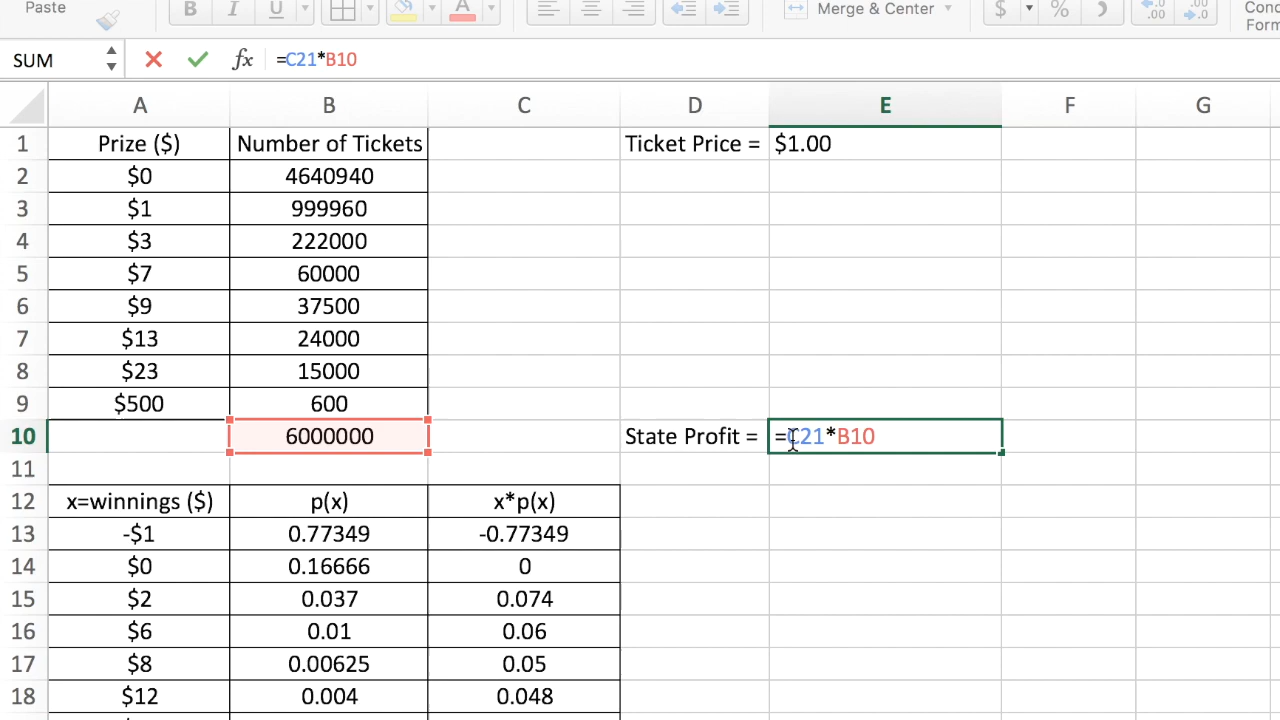 Paste B I U A Merge & Center $ % Conc
.00 .0 Form
SUM fx =C21*B10
A B C D E F G
1 Prize ($) Number of Tickets Ticket Price = $1.00
2 $0 4640940
3 $1 999960
4 $3 222000
5 $7 60000
6 $9 37500
7 $13 24000
8 $23 15000
9 $500 600
10 6000000 State Profit = =C21*B10
11
12 x=winnings ($) p(x) x*p(x)
13 -$1 0.77349 -0.77349
14 $0 0.16666 0
15 $2 0.037 0.074
16 $6 0.01 0.06
17 $8 0.00625 0.05
18 $12 0.004 0.048